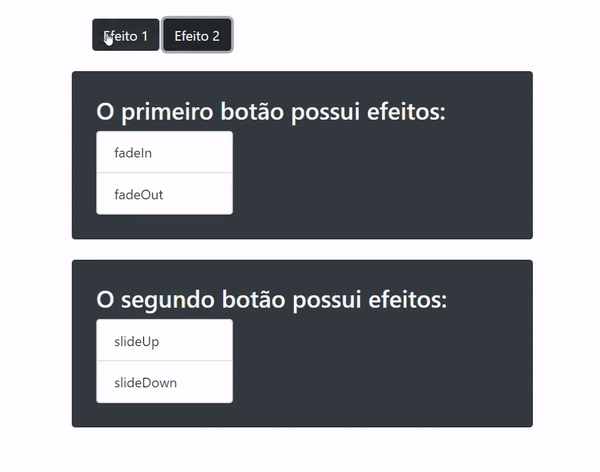 Efeito 1
Efeito 2
O primeiro botão possui efeitos:
fadeIn
fadeOut
O segundo botão possui efeitos:
slideUp
slideDown